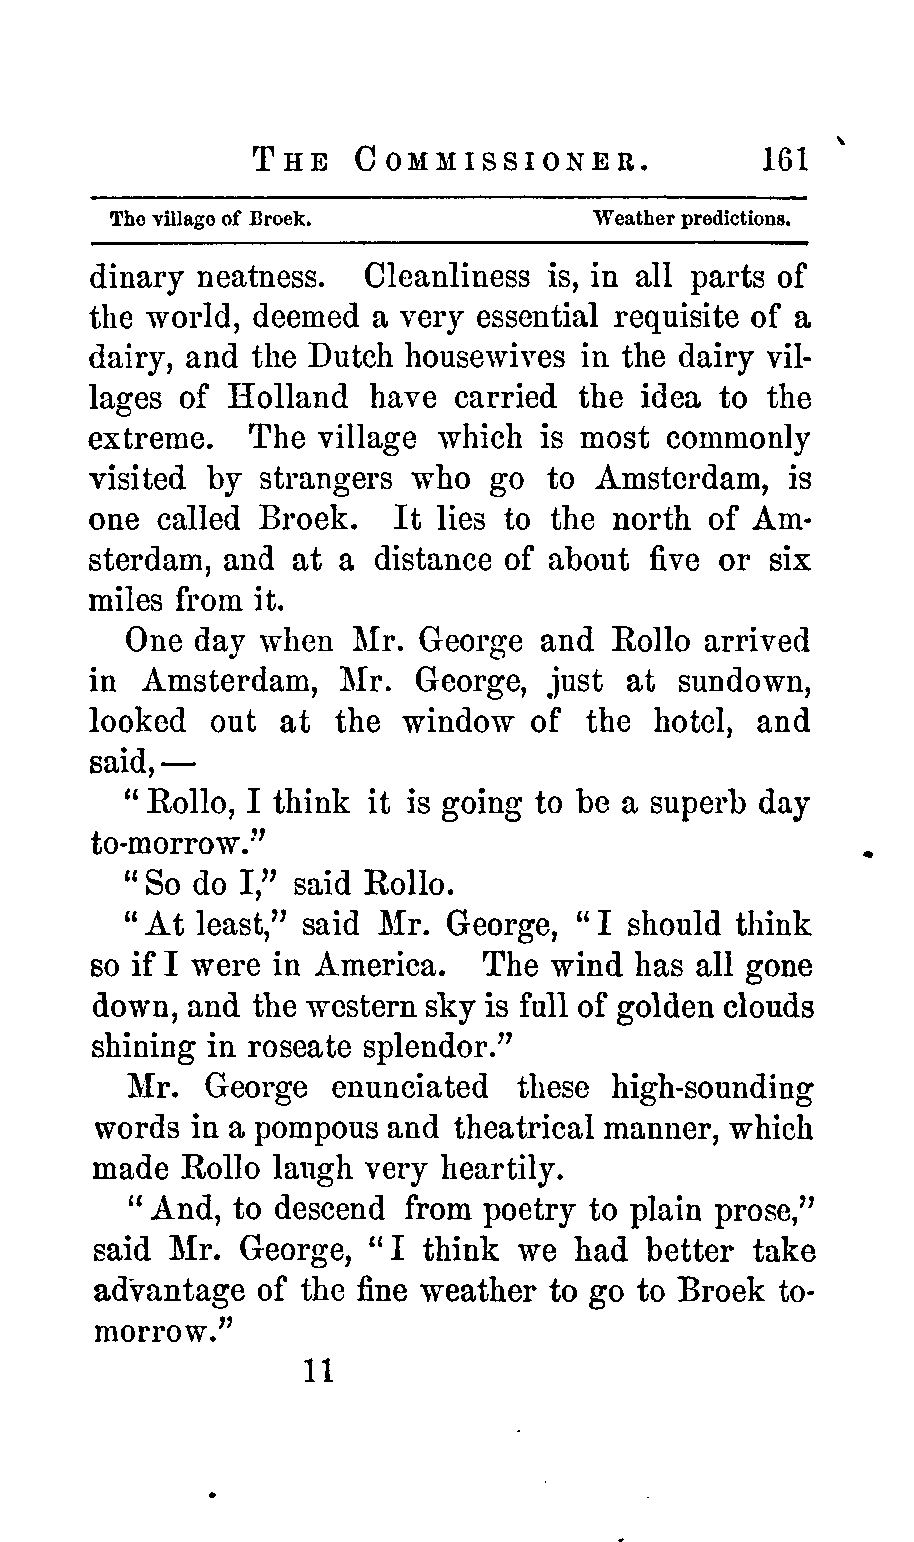 THE COMMISSIONER. 161
The village of Broek. Weather predictions.
dinary neatness. Cleanliness is, in all parts of
the world, deemed a very essential requisite of a
dairy, and the Dutch housewives in the dairy vil-
lages of Holland have carried the idea to the
extreme. The village which is most commonly
visited by strangers who go to Amsterdam, is
one called Broek. It lies to the north of Am-
sterdam, and at a distance of about five or six
miles from it.
One day when Mr. George and Rollo arrived
in Amsterdam, Mr. George, just at sundown,
looked out at the window of the hotel, and
said,—
"Rollo, I think it is going to be a superb day
to-morrow."
"So do I," said Rollo.
"At least," said Mr. George, "I should think
so if I were in America. The wind has all gone
down, and the western sky is full of golden clouds
shining in roseate splendor."
Mr. George enunciated these high-sounding
words in a pompous and theatrical manner, which
made Rollo laugh very heartily.
"And, to descend from poetry to plain prose,"
said Mr. George, "I think we had better take
advantage of the fine weather to go to Broek to-
morrow."
11